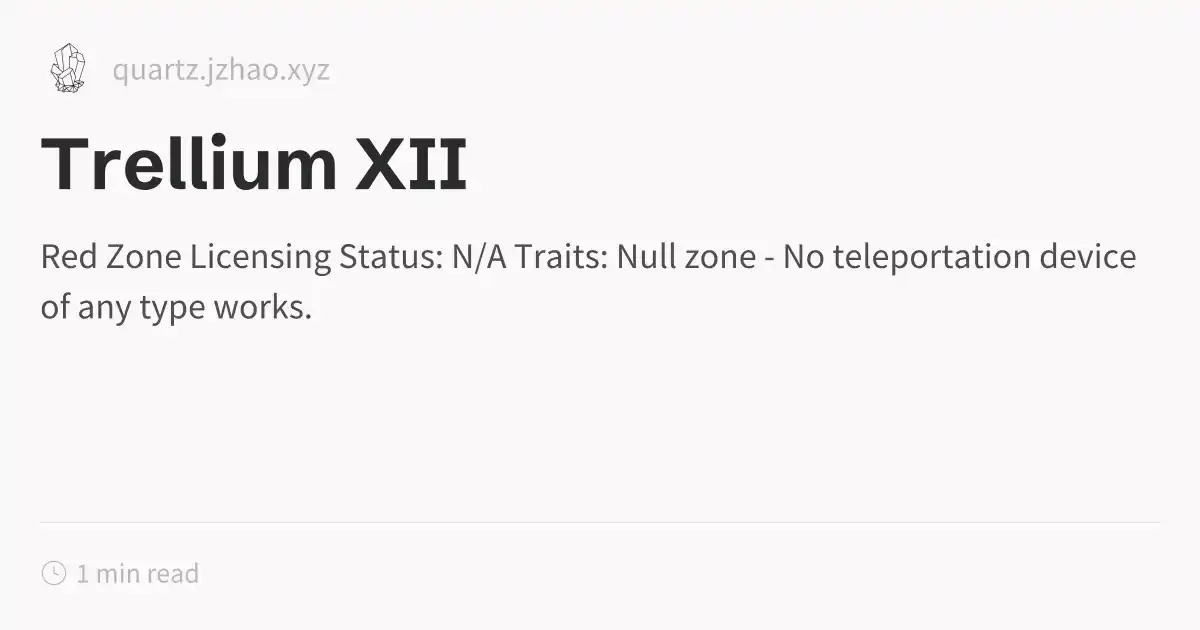 quartz.jzhao.xyz
Trellium XII
Red Zone Licensing Status: N/A Traits: Null zone - No teleportation device
of any type works.
1 min read